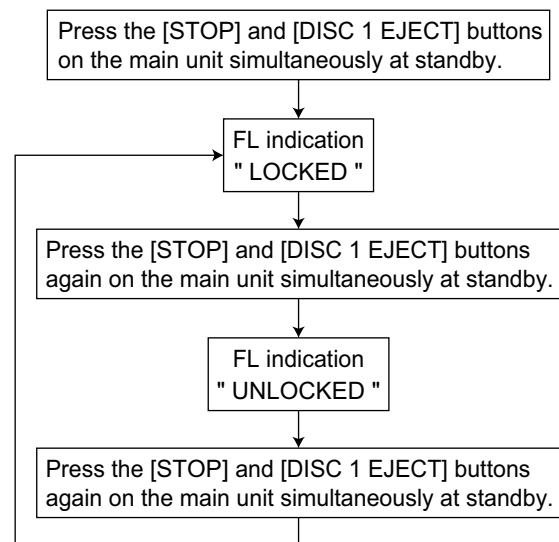 Press the [STOP] and [DISC 1 EJECT] buttons
on the main unit simultaneously at standby.
FL indication
" LOCKED "
Press the [STOP] and [DISC 1 EJECT] buttons
again on the main unit simultaneously at standby.
FL indication
" UNLOCKED "
Press the [STOP] and [DISC 1 EJECT] buttons
again on the main unit simultaneously at standby.